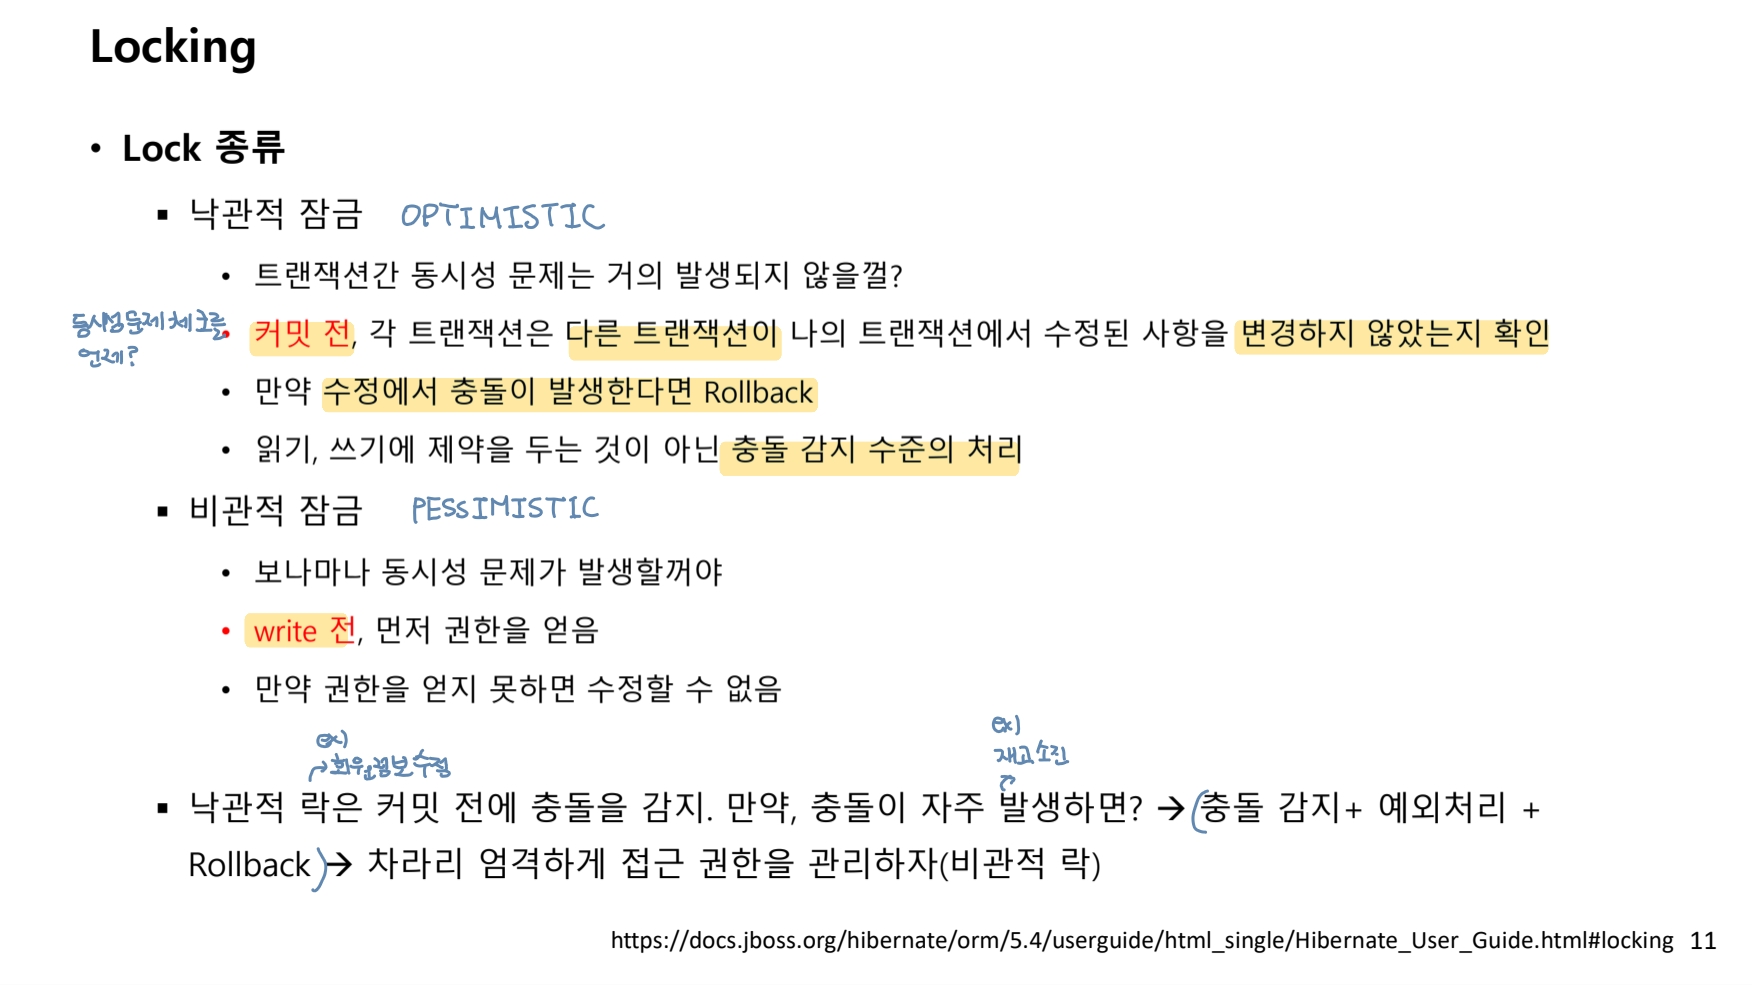 Locking
• Lock 종류
▪ 낙관적 잠금 OPTIMISTIC
• 트랜잭션간 동시성 문제는 거의 발생되지 않을껄?
동시성 문제 체크를
언제?
• 커밋 전, 각 트랜잭션은 다른 트랜잭션이 나의 트랜잭션에서 수정된 사항을 변경하지 않았는지 확인
• 만약 수정에서 충돌이 발생한다면 Rollback
• 읽기, 쓰기에 제약을 두는 것이 아닌 충돌 감지 수준의 처리
▪ 비관적 잠금 PESSIMISTIC
• 보나마나 동시성 문제가 발생할꺼야
• write 전, 먼저 권한을 얻음
• 만약 권한을 얻지 못하면 수정할 수 없음
ex)
→회원정보수정
ex)
재고소진
▪ 낙관적 락은 커밋 전에 충돌을 감지. 만약, 충돌이 자주 발생하면? → (충돌 감지+ 예외처리 +
Rollback )→ 차라리 엄격하게 접근 권한을 관리하자(비관적 락)
https://docs.jboss.org/hibernate/orm/5.4/userguide/html_single/Hibernate_User_Guide.html#locking 11